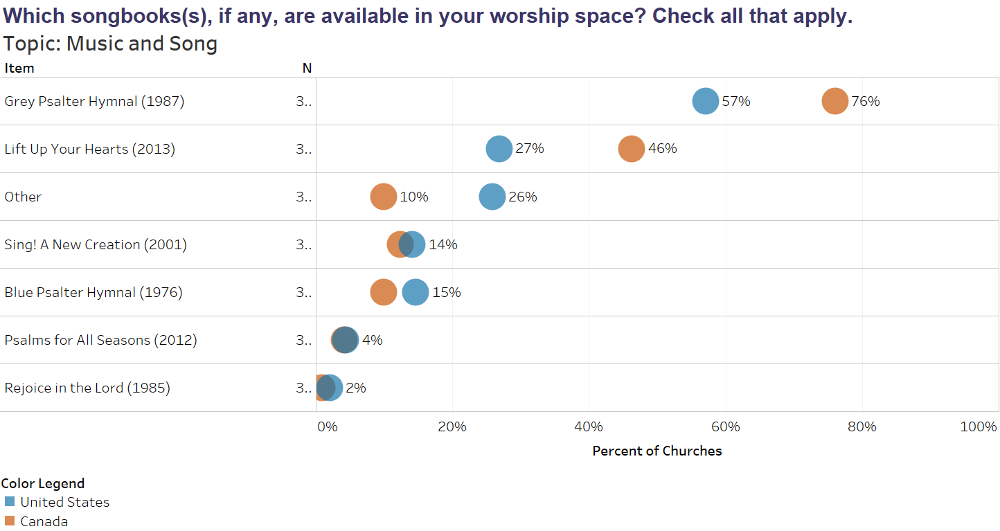 Which songbooks(s), if any, are available in your worship space? Check all that apply.
Topic: Music and Song
Item N
Grey Psalter Hymnal (1987) 3.. 57% 76%
Lift Up Your Hearts (2013) 3.. 27% 46%
Other 3.. 10% 26%
Sing! A New Creation (2001) 3.. 14%
Blue Psalter Hymnal (1976) 3.. 15%
Psalms for All Seasons (2012) 3.. 4%
Rejoice in the Lord (1985) 3.. 2%
0% 20% 40% 60% 80% 100%
Percent of Churches
Color Legend
United States
Canada